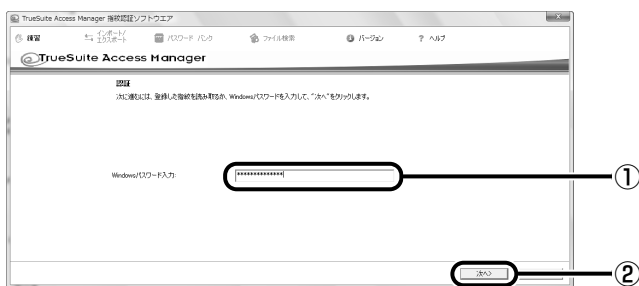 TrueSuite Access Manager 指紋認証ソフトウエア
練習 インポート/エクスポート パスワード バンク ファイル検索 バージョン ? ヘルプ
TrueSuite Access Manager
認証
次に進むには、登録した指紋を読み取るか、Windowsパスワードを入力して、"次へ"をクリックします。
Windowsパスワード入力: **************
①
次へ>
②